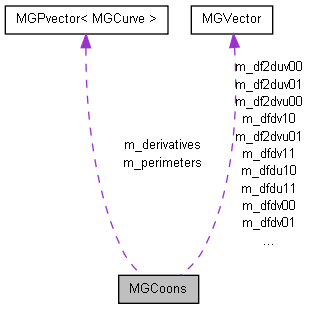 MGPvector< MGCurve >
MGVector
m_df2duv00
m_df2duv01
m_df2dvu00
m_dfdv10
m_df2dvu01
m_dfdv11
m_dfdu10
m_dfdu11
m_dfdv00
m_dfdv01
...
m_derivatives
m_perimeters
MGCoons